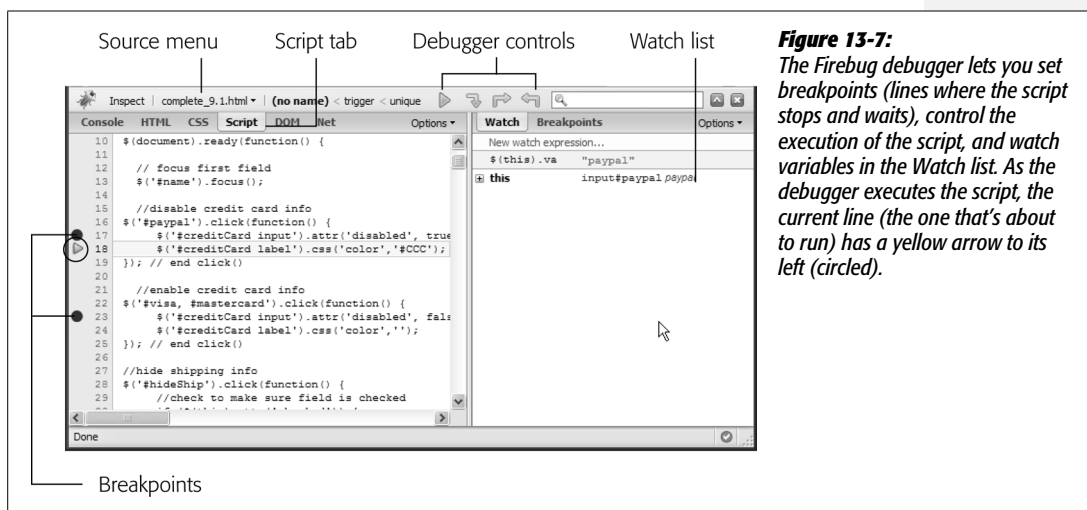 Source menu Script tab Debugger controls Watch list
Inspect complete_9.1.html (no name) < trigger < unique
Console HTML CSS Script DOM Net Options
10 $(document).ready(function() {
11
12 // focus first field
13 $('#name').focus();
14
15 //disable credit card info
16 $('#paypal').click(function() {
17 $('#creditCard input').attr('disabled', true
18 $('#creditCard label').css('color','#CCC');
19 }); // end click()
20
21 //enable credit card info
22 $('#visa, #mastercard').click(function() {
23 $('#creditCard input').attr('disabled', fals
24 $('#creditCard label').css('color','');
25 }); // end click()
26
27 //hide shipping info
28 $('#hideShip').click(function() {
29 //check to make sure field is checked
Done
Watch Breakpoints Options
New watch expression...
$(this).va "paypal"
this input#paypal paypal
Breakpoints
Figure 13-7:
The Firebug debugger lets you set
breakpoints (lines where the script
stops and waits), control the
execution of the script, and watch
variables in the Watch list. As the
debugger executes the script, the
current line (the one that's about
to run) has a yellow arrow to its
left (circled).